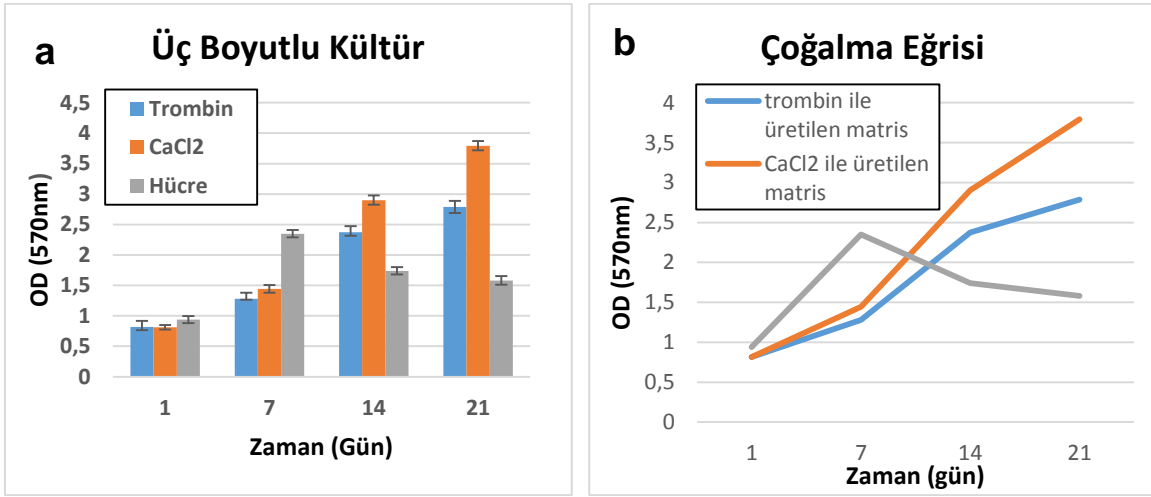 a
Üç Boyutlu Kültür
Trombin
CaCl2
Hücre
4,5
4
3,5
3
2,5
2
1,5
1
0,5
0
OD (570nm)
1 7 14 21
Zaman (Gün)
b
Çoğalma Eğrisi
trombin ile
üretilen matris
CaCl2 ile üretilen
matris
4
3,5
3
2,5
2
1,5
1
0,5
0
OD (570nm)
1 7 14 21
Zaman (gün)